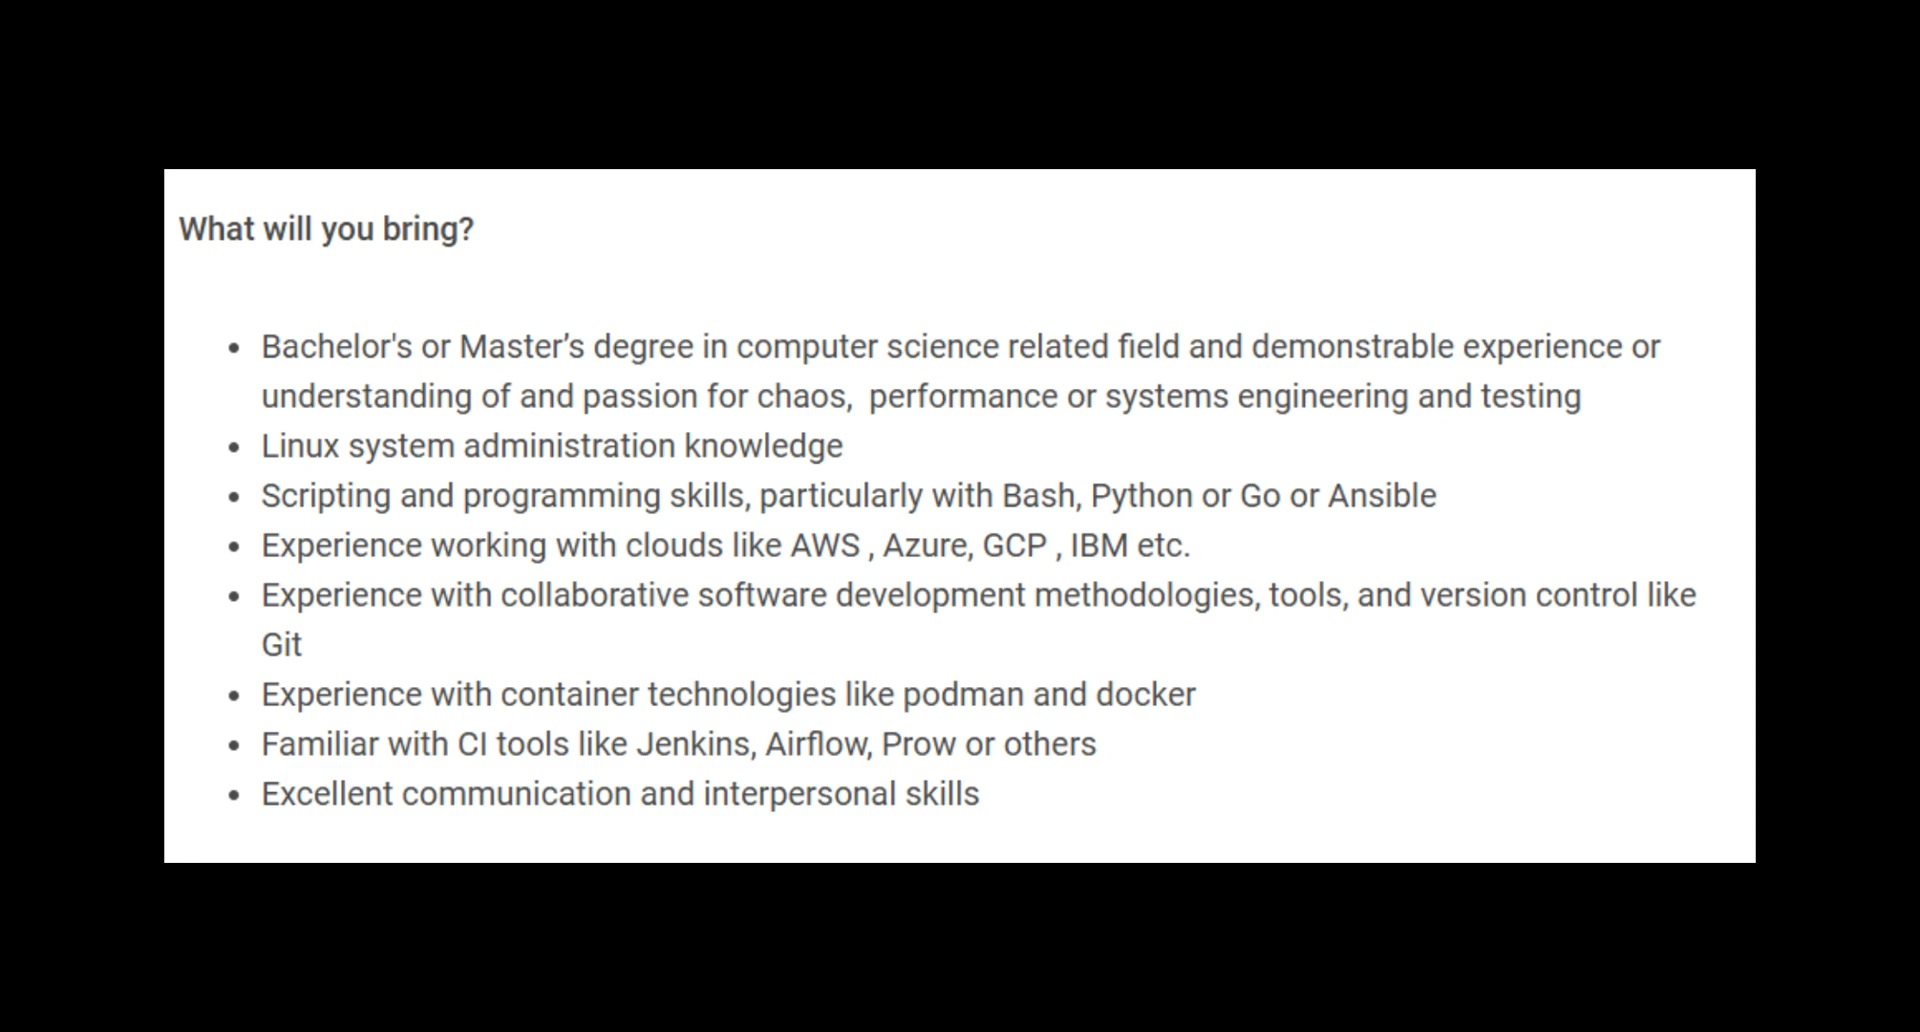 What will you bring?
• Bachelor's or Master’s degree in computer science related field and demonstrable experience or
understanding of and passion for chaos,  performance or systems engineering and testing
• Linux system administration knowledge
• Scripting and programming skills, particularly with Bash, Python or Go or Ansible
• Experience working with clouds like AWS , Azure, GCP , IBM etc.
• Experience with collaborative software development methodologies, tools, and version control like
Git
• Experience with container technologies like podman and docker
• Familiar with CI tools like Jenkins, Airflow, Prow or others
• Excellent communication and interpersonal skills